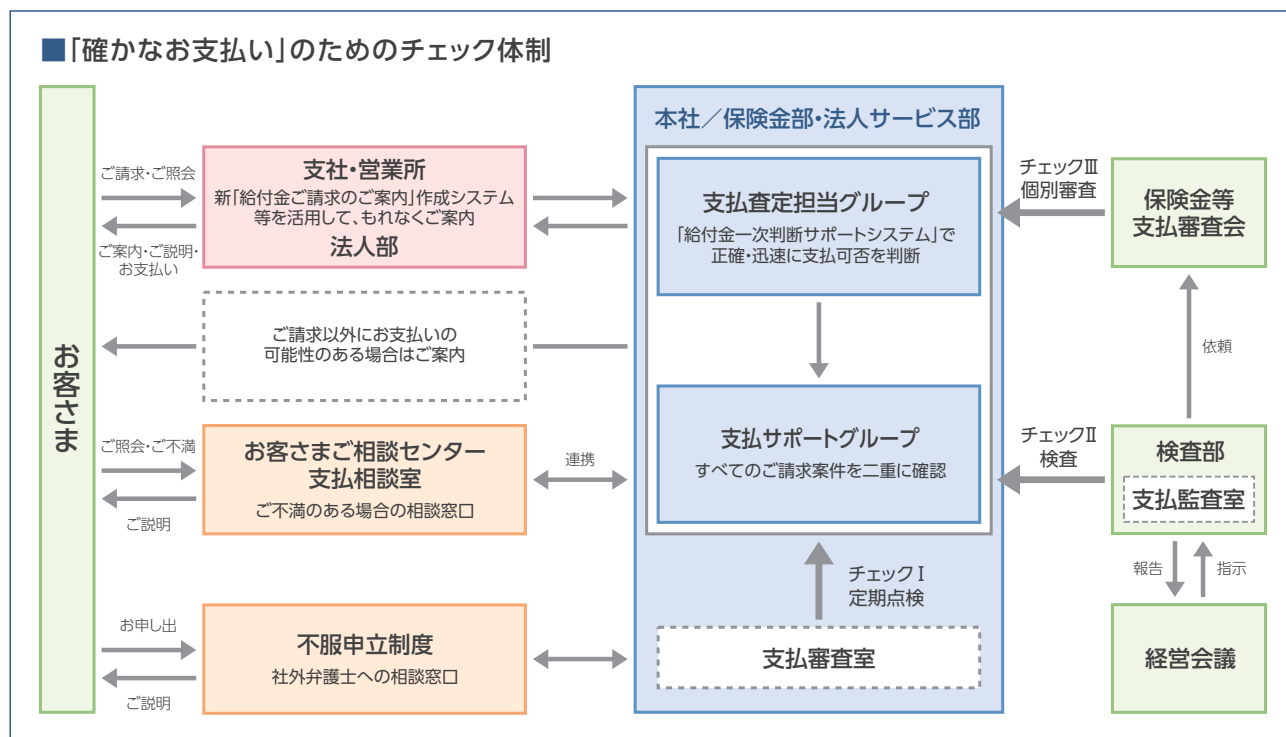 ■「確かなお支払い」のためのチェック体制
お客さま
ご請求・ご照会
ご案内・ご説明・
お支払い
支社・営業所
新「給付金ご請求のご案内」作成システム
等を活用して、もれなくご案内
法人部
ご請求以外にお支払いの
可能性のある場合はご案内
ご照会・ご不満
ご説明
お客さまご相談センター
支払相談室
ご不満のある場合の相談窓口
連携
お申し出
ご説明
不服申立制度
社外弁護士への相談窓口
本社／保険金部・法人サービス部
支払査定担当グループ
「給付金一次判断サポートシステム」で
正確・迅速に支払可否を判断
支払サポートグループ
すべてのご請求案件を二重に確認
チェックⅠ
定期点検
支払審査室
チェックⅢ
個別審査
保険金等
支払審査会
依頼
チェックⅡ
検査
検査部
支払監査室
報告
指示
経営会議